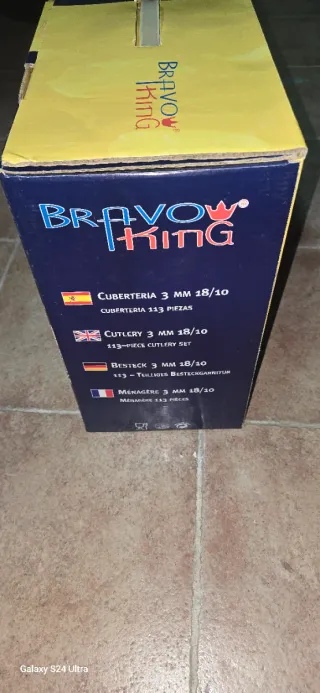 BRAVO
KING
BRAVO
KING
CUBERTERIA 3 MM 18/10
CUBERTERIA 113 PIEZAS
CUTLERY 3 MM 18/10
113-PIECE CUTLERY SET
BESTECK 3 MM 18/10
113 - TEILIGES BESTECKGARNITUR
MÉNAGÈRE 3 MM 18/10
MÉNAGÈRE 113 PIÈCES
Galaxy S24 Ultra